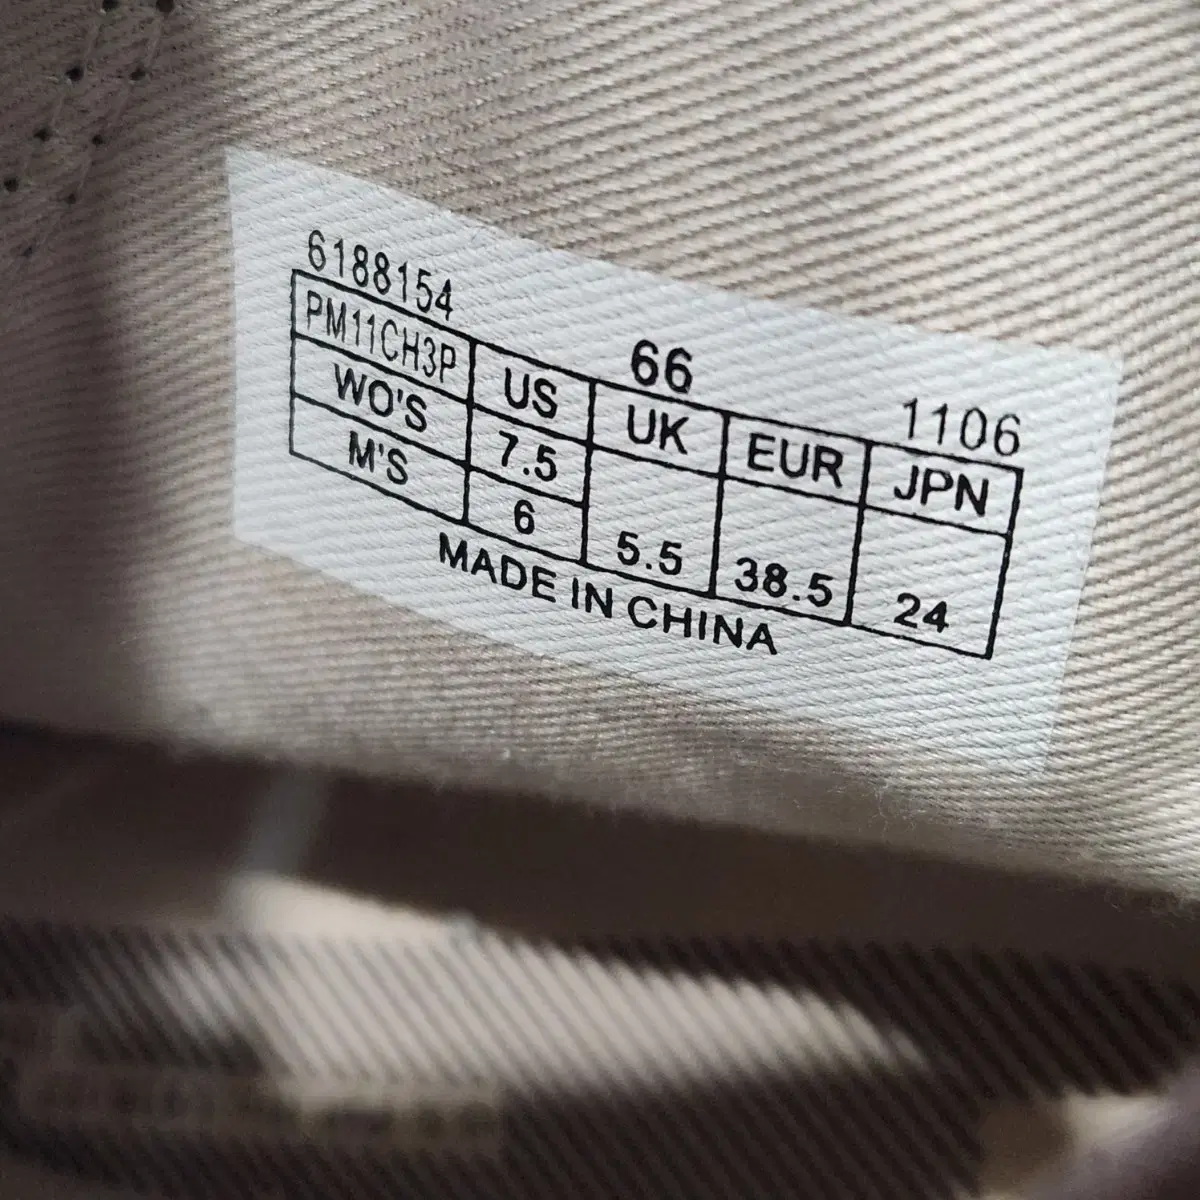 6188154 66 1106
PM11CH3P US UK EUR JPN
WO'S 7.5 5.5 38.5 24
M'S 6
MADE IN CHINA